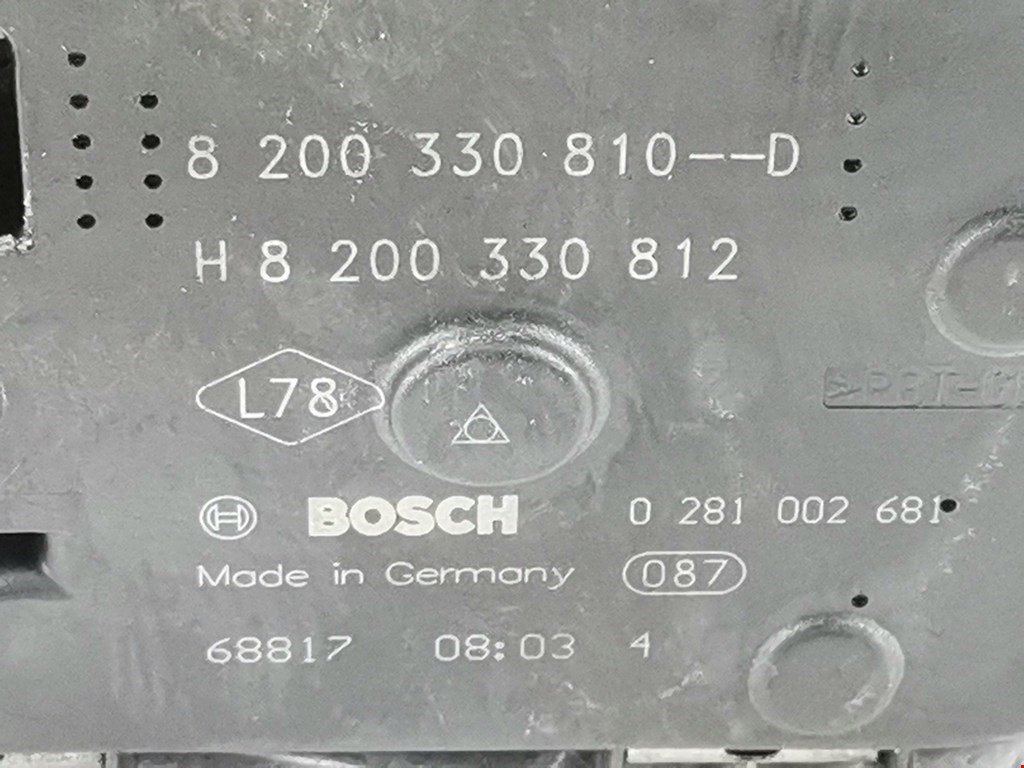 8 200 330 810--D
H 8 200 330 812
L78
BOSCH 0 281 002 681
Made in Germany 087
68817 08:03 4